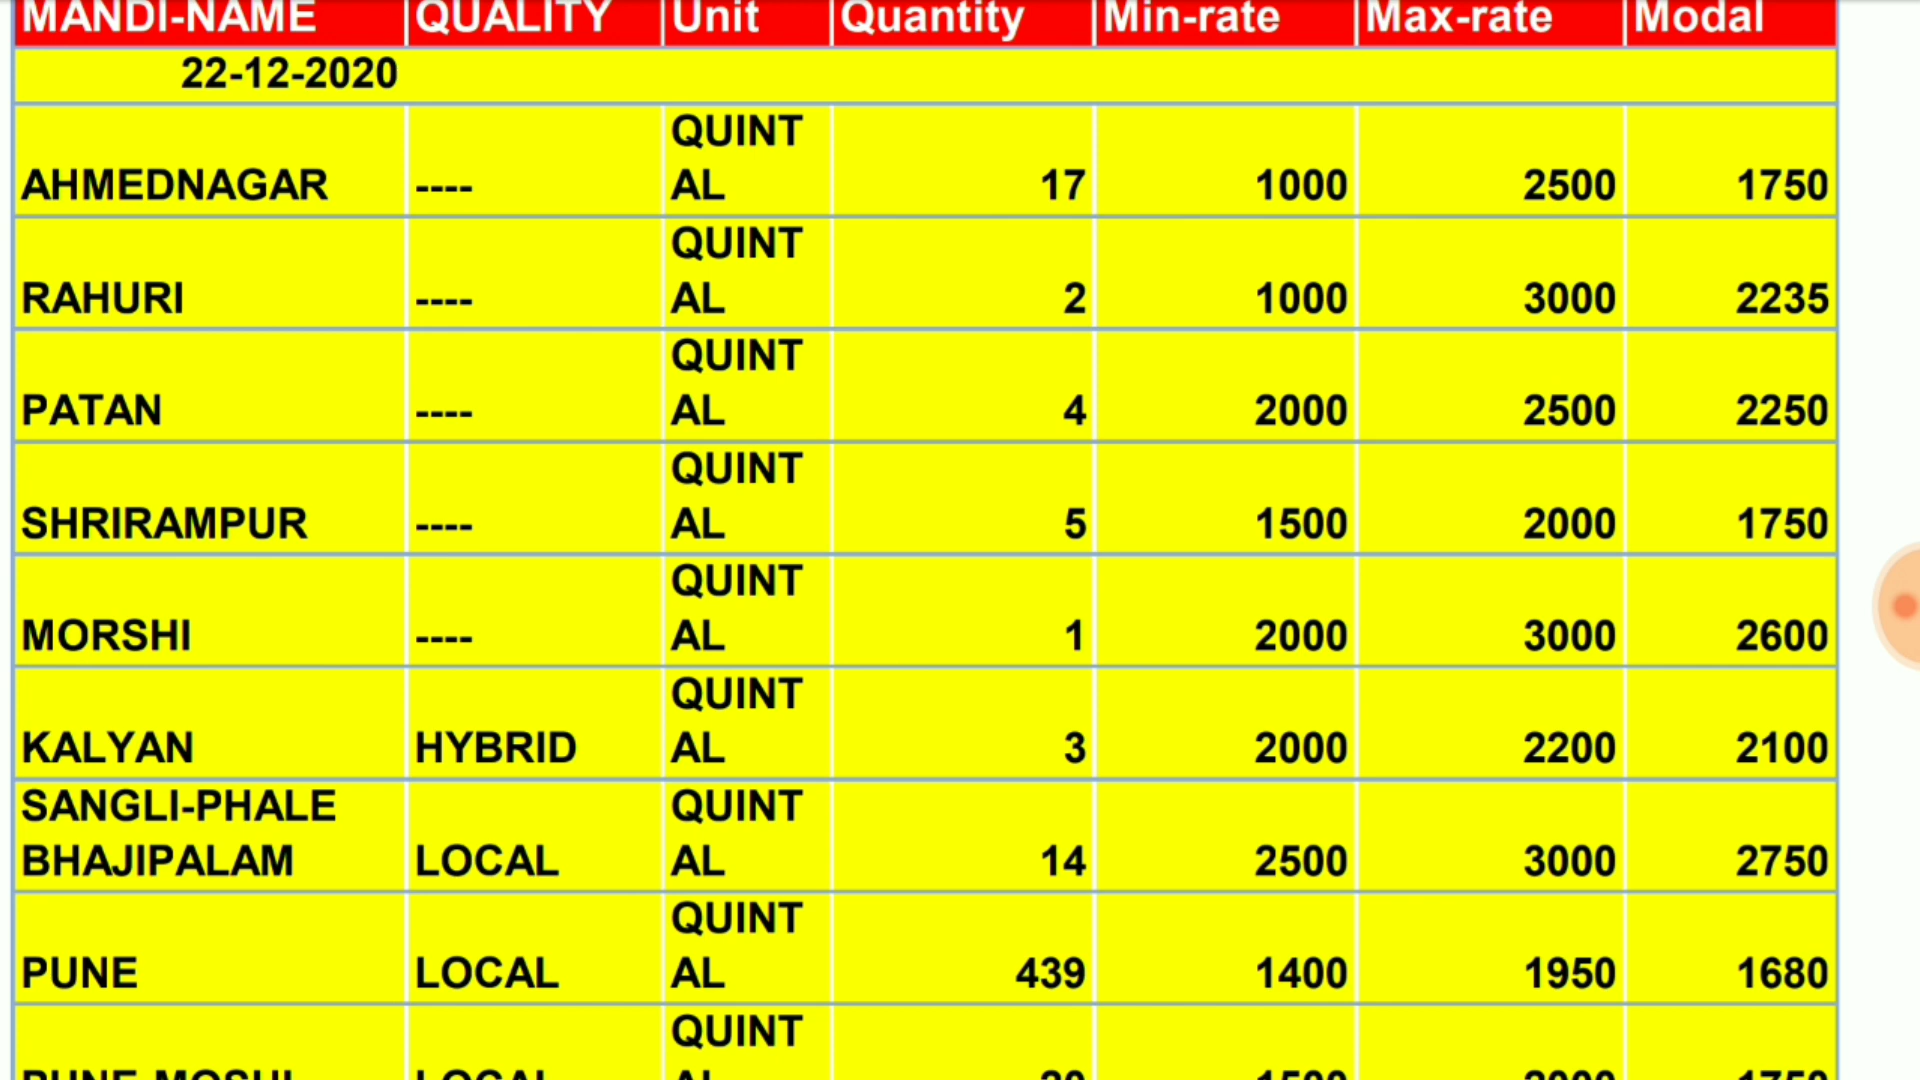 MANDI-NAME QUALITY Unit Quantity Min-rate Max-rate Modal
22-12-2020
QUINT
AHMEDNAGAR ---- AL 17 1000 2500 1750
QUINT
RAHURI ---- AL 2 1000 3000 2235
QUINT
PATAN ---- AL 4 2000 2500 2250
QUINT
SHRIRAMPUR ---- AL 5 1500 2000 1750
QUINT
MORSHI ---- AL 1 2000 3000 2600
QUINT
KALYAN HYBRID AL 3 2000 2200 2100
SANGLI-PHALE QUINT
BHAJIPALAM LOCAL AL 14 2500 3000 2750
QUINT
PUNE LOCAL AL 439 1400 1950 1680
QUINT
LOCAL AL